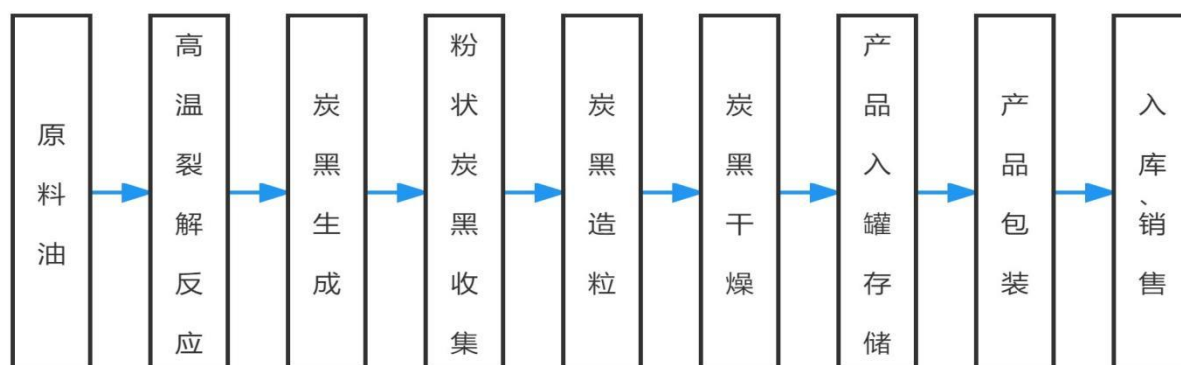 原料油
高温裂解反应
炭黑生成
粉状炭黑收集
炭黑造粒
炭黑干燥
产品入罐存储
产品包装
入库、销售